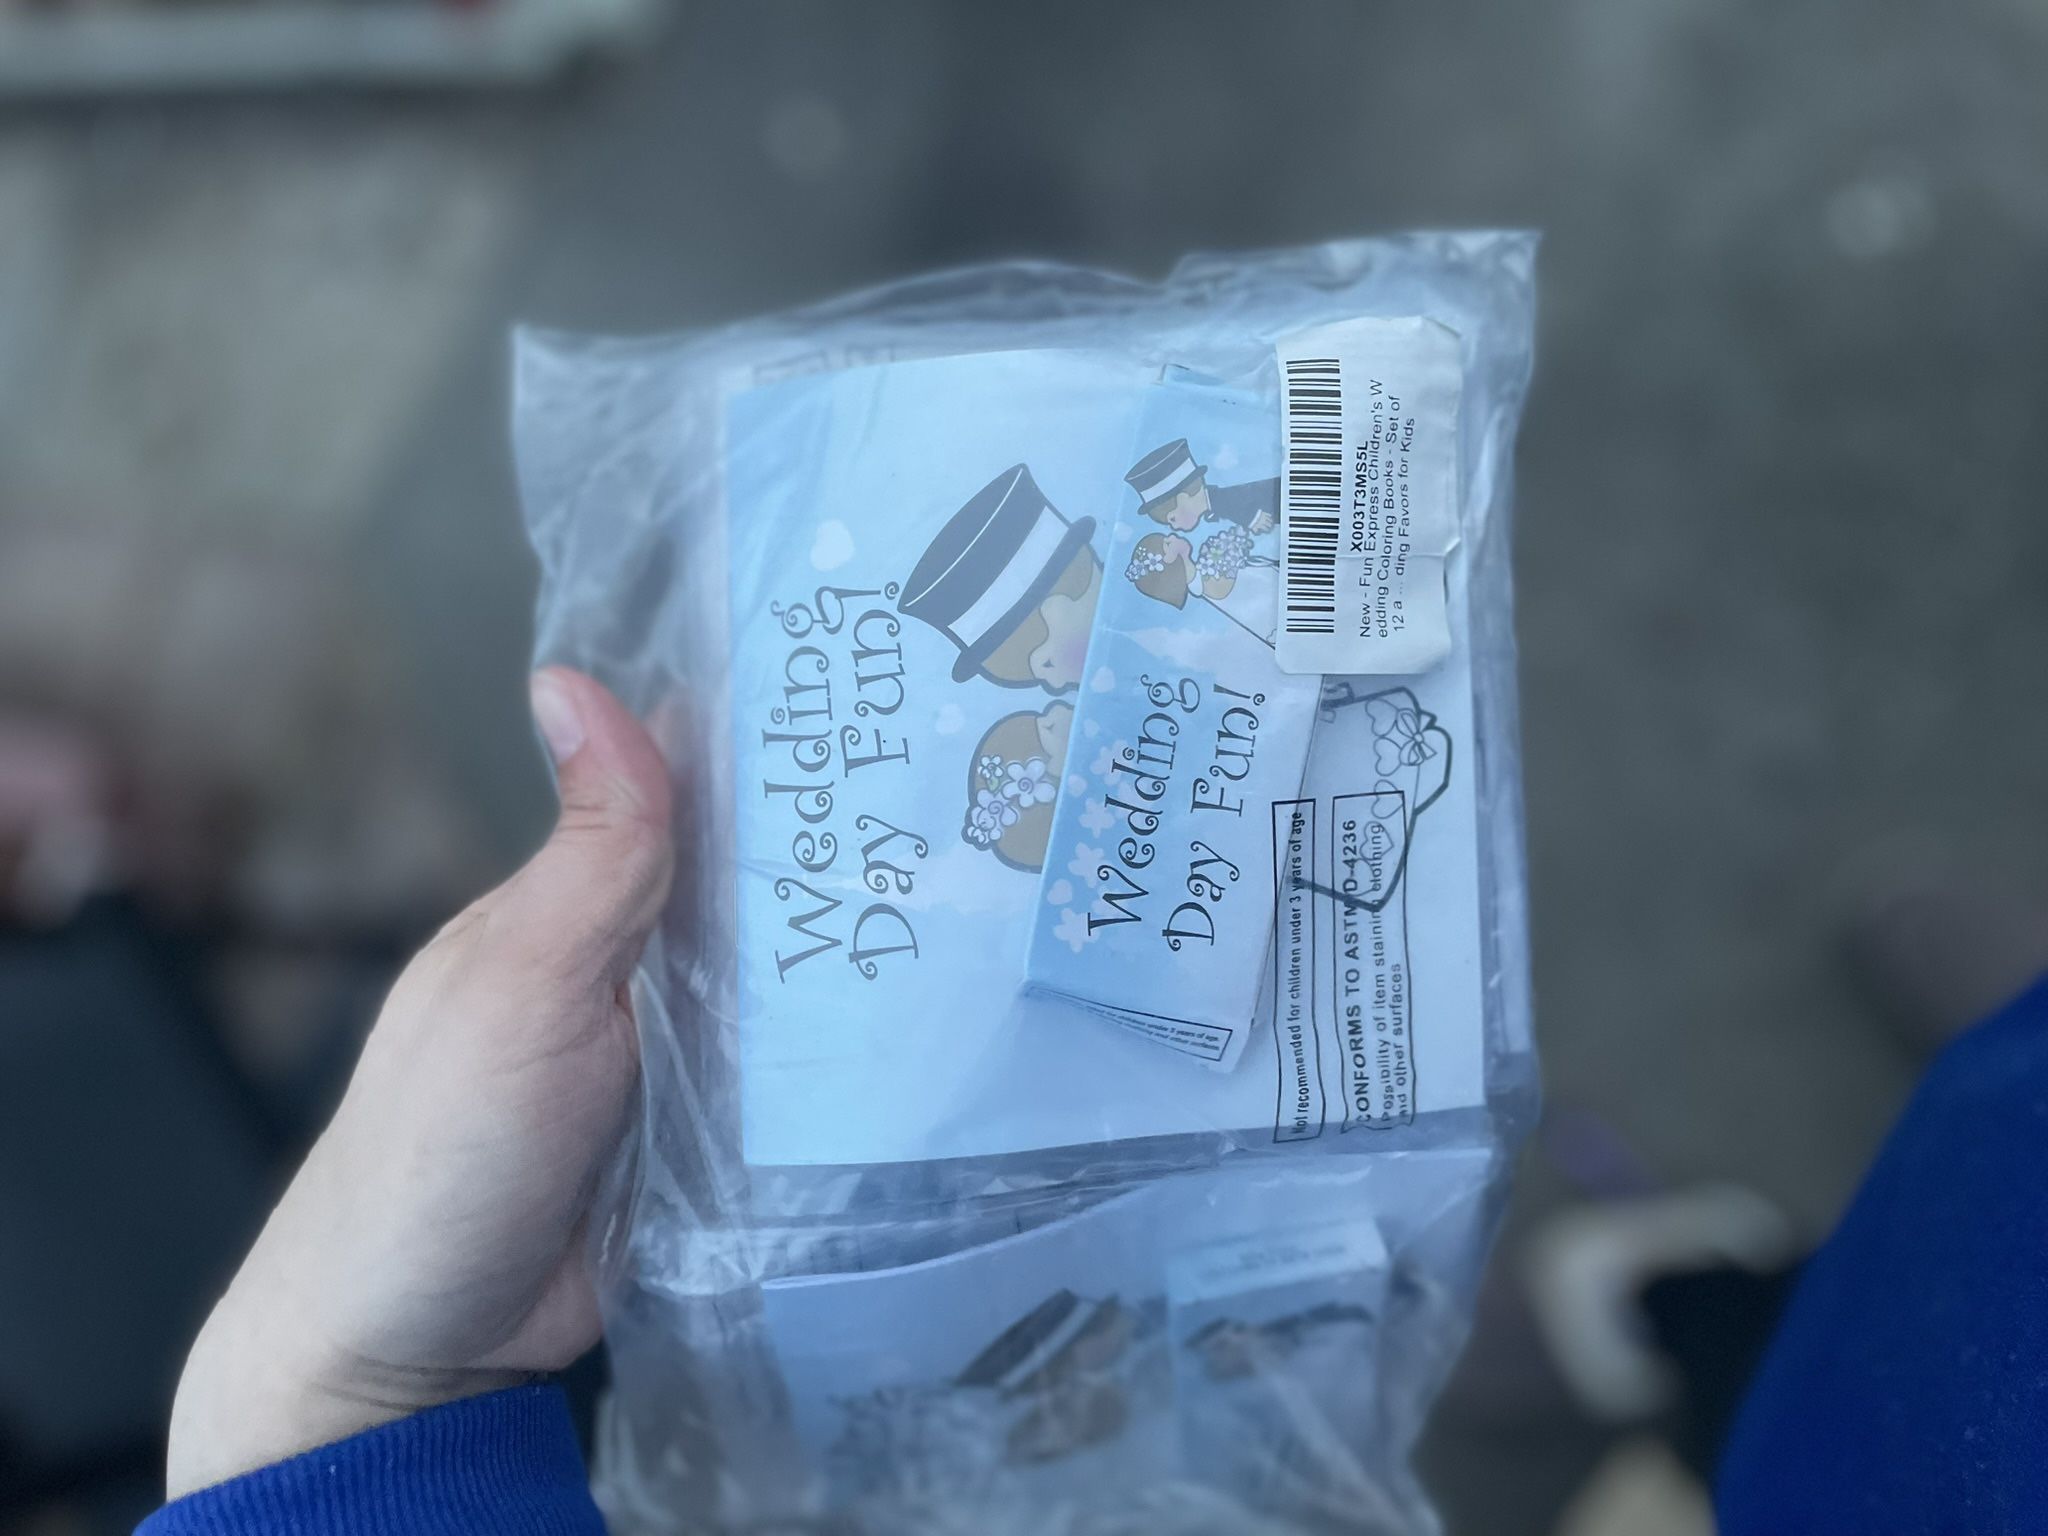 Wedding
Day Fun!
Wedding
Day Fun!
X003T3MS5L
New - Fun Express Children's W
edding Coloring Books - Set of
12 a ... ding Favors for Kids
Not recommended for children under 3 years of age
CONFORMS TO ASTM D-4236
Possibility of item staining clothing
and other surfaces